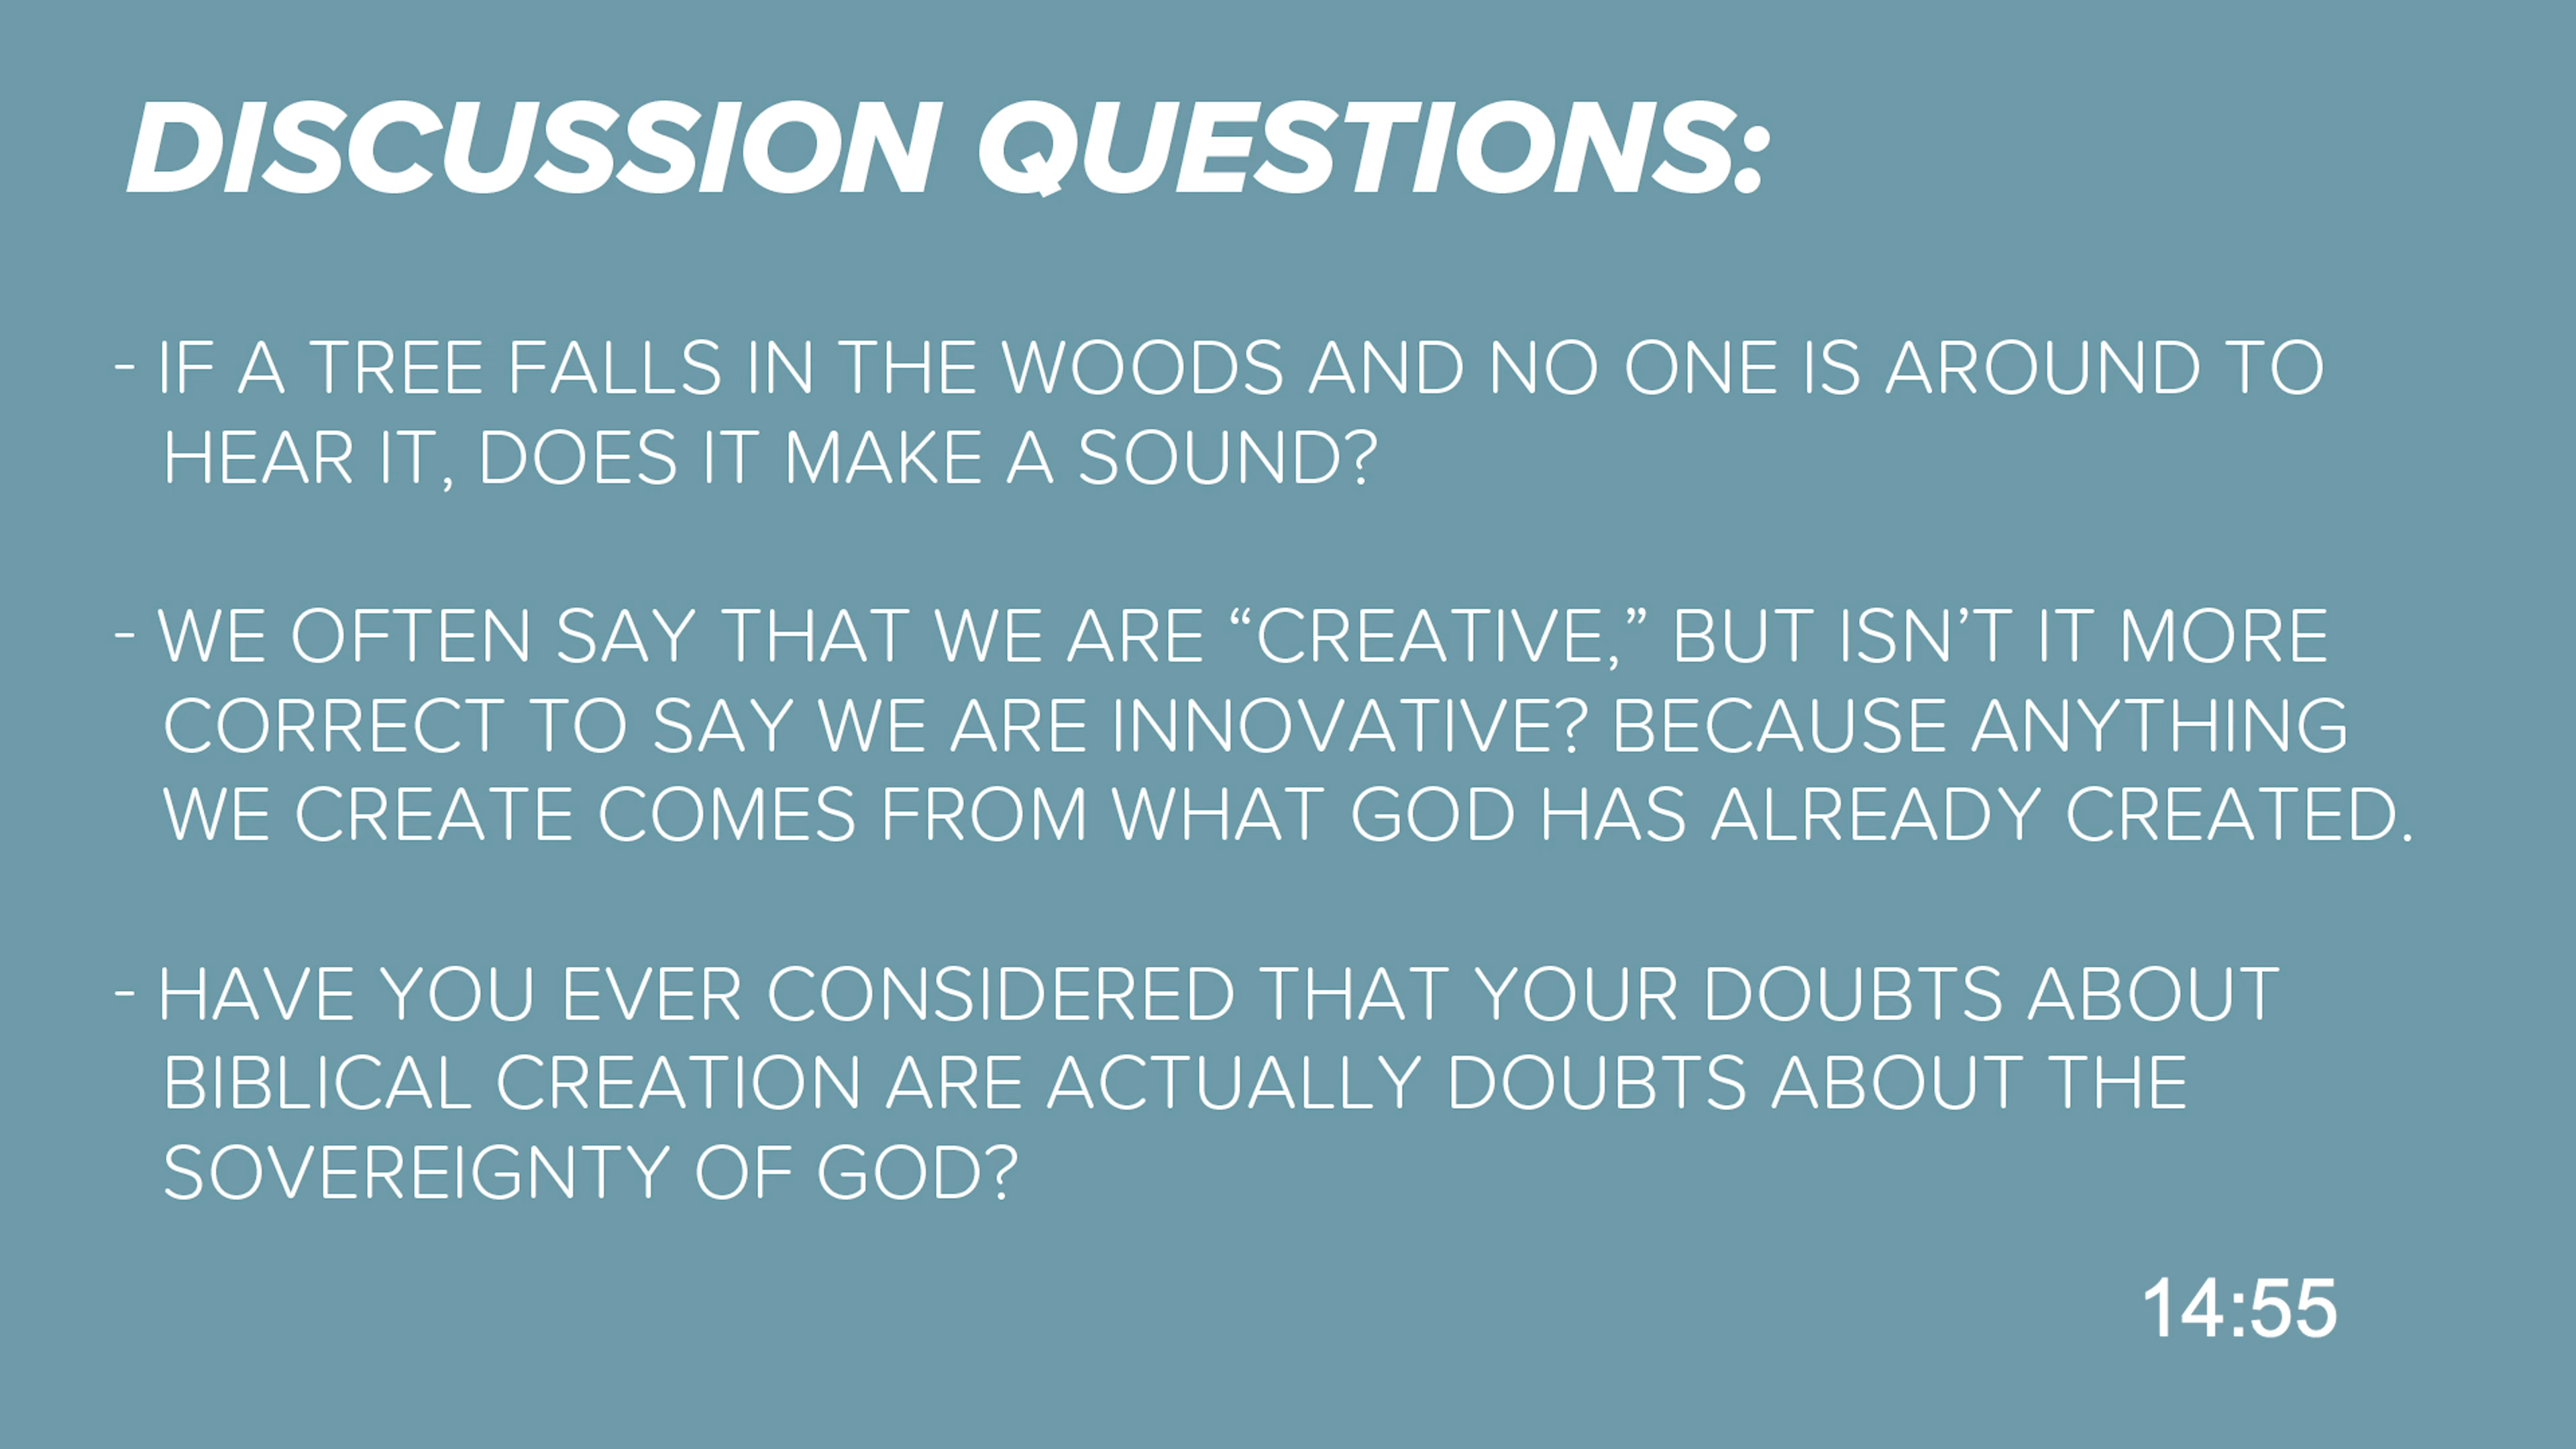 DISCUSSION QUESTIONS:
- IF A TREE FALLS IN THE WOODS AND NO ONE IS AROUND TO
HEAR IT, DOES IT MAKE A SOUND?
- WE OFTEN SAY THAT WE ARE “CREATIVE,” BUT ISN’T IT MORE
CORRECT TO SAY WE ARE INNOVATIVE? BECAUSE ANYTHING
WE CREATE COMES FROM WHAT GOD HAS ALREADY CREATED.
- HAVE YOU EVER CONSIDERED THAT YOUR DOUBTS ABOUT
BIBLICAL CREATION ARE ACTUALLY DOUBTS ABOUT THE
SOVEREIGNTY OF GOD?
14:55